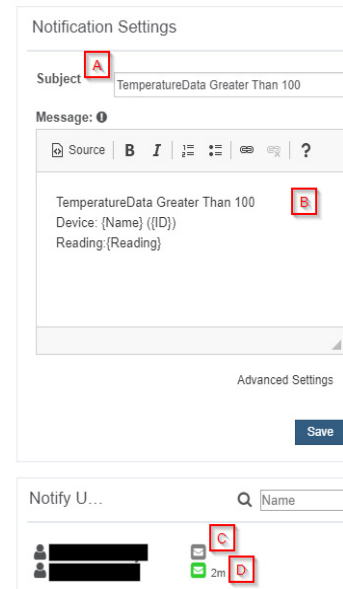 Notification Settings
A
Subject
TemperatureData Greater Than 100
Message:
Source B I ?
TemperatureData Greater Than 100
B
Device: {Name} ({ID})
Reading:{Reading}
Advanced Settings
Save
Notify U...
Name
C
2m D